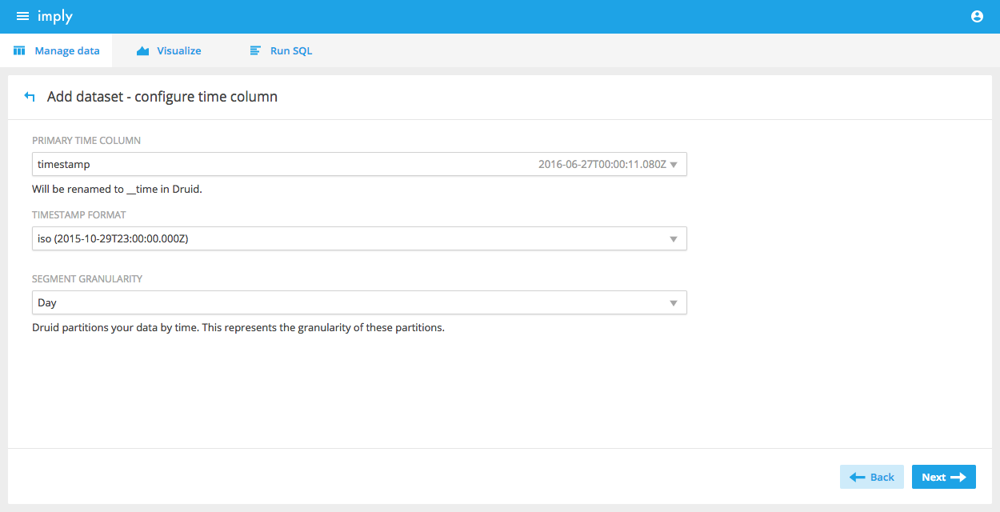 imply
Manage data
Visualize
Run SQL
Add dataset - configure time column
PRIMARY TIME COLUMN
timestamp 2016-06-27T00:00:11.080Z
Will be renamed to __time in Druid.
TIMESTAMP FORMAT
iso (2015-10-29T23:00:00.000Z)
SEGMENT GRANULARITY
Day
Druid partitions your data by time. This represents the granularity of these partitions.
Back
Next